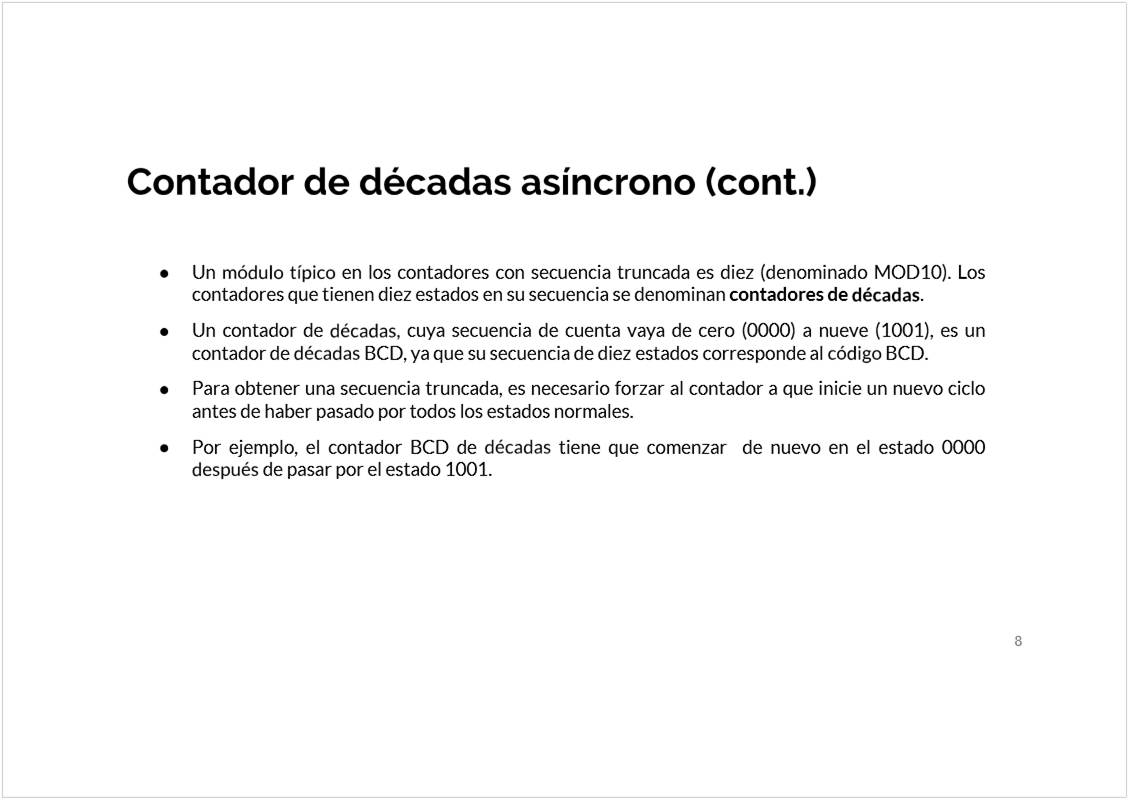 Contador de décadas asíncrono (cont.)
● Un módulo típico en los contadores con secuencia truncada es diez (denominado MOD10). Los
contadores que tienen diez estados en su secuencia se denominan contadores de décadas.
● Un contador de décadas, cuya secuencia de cuenta vaya de cero (0000) a nueve (1001), es un
contador de décadas BCD, ya que su secuencia de diez estados corresponde al código BCD.
● Para obtener una secuencia truncada, es necesario forzar al contador a que inicie un nuevo ciclo
antes de haber pasado por todos los estados normales.
● Por ejemplo, el contador BCD de décadas tiene que comenzar de nuevo en el estado 0000
después de pasar por el estado 1001.
8